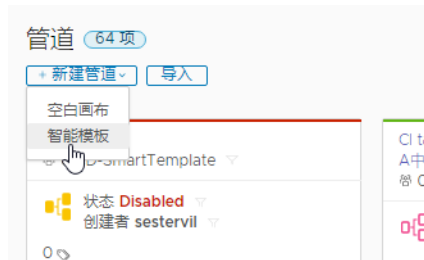 管道 64 项
+ 新建管道
导入
空白画布
智能模板
D-SmartTemplate
状态 Disabled
创建者 sestervil
0
CI t
A中